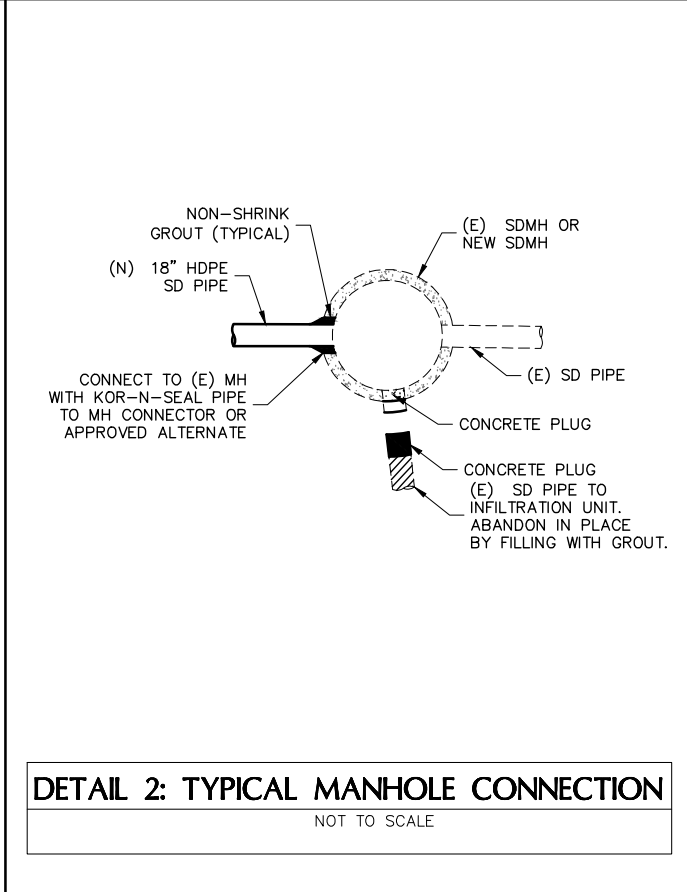 NON-SHRINK
GROUT (TYPICAL)
(E) SDMH OR
NEW SDMH
(N) 18" HDPE
SD PIPE
(E) SD PIPE
CONNECT TO (E) MH
WITH KOR-N-SEAL PIPE
TO MH CONNECTOR OR
APPROVED ALTERNATE
CONCRETE PLUG
CONCRETE PLUG
(E) SD PIPE TO
INFILTRATION UNIT.
ABANDON IN PLACE
BY FILLING WITH GROUT.
DETAIL 2: TYPICAL MANHOLE CONNECTION
NOT TO SCALE